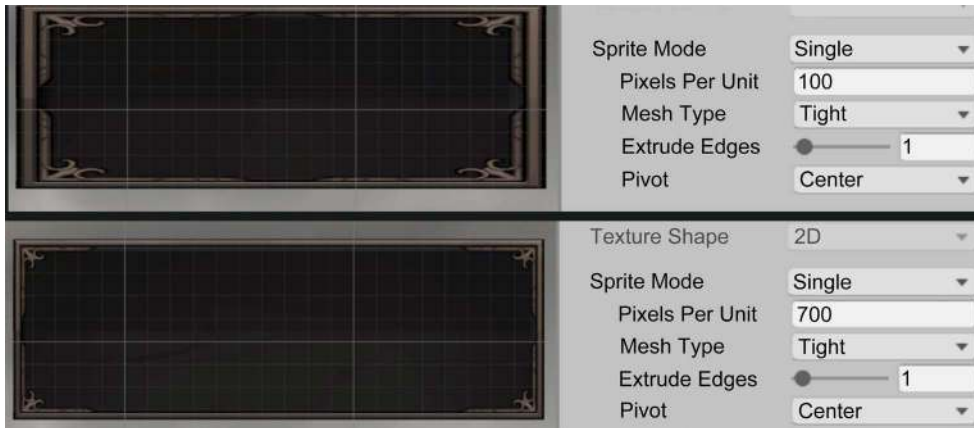 Sprite Mode Single
Pixels Per Unit 100
Mesh Type Tight
Extrude Edges 1
Pivot Center
Texture Shape 2D
Sprite Mode Single
Pixels Per Unit 700
Mesh Type Tight
Extrude Edges 1
Pivot Center